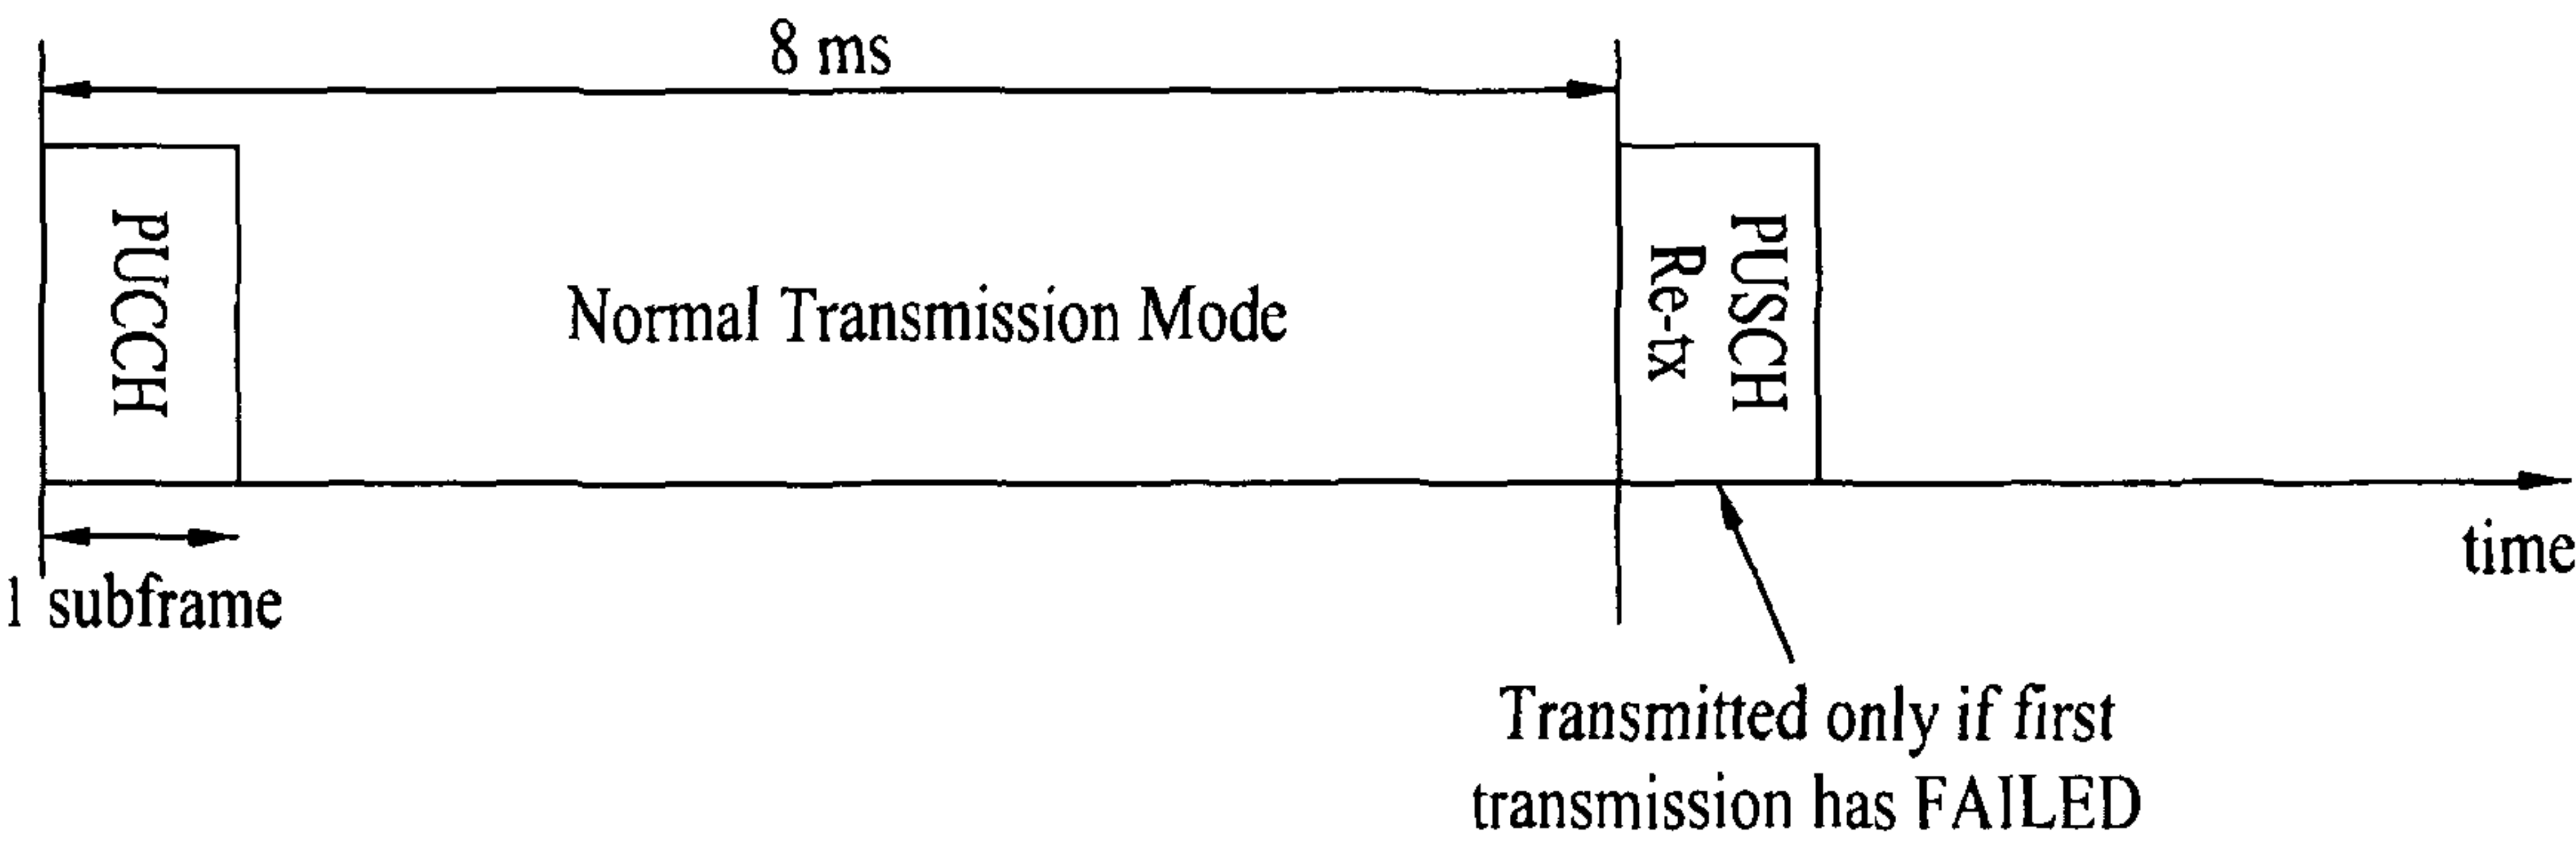 8 ms
PUCCH
Normal Transmission Mode
PUSCH
Re-tx
1 subframe
time
Transmitted only if first
transmission has FAILED